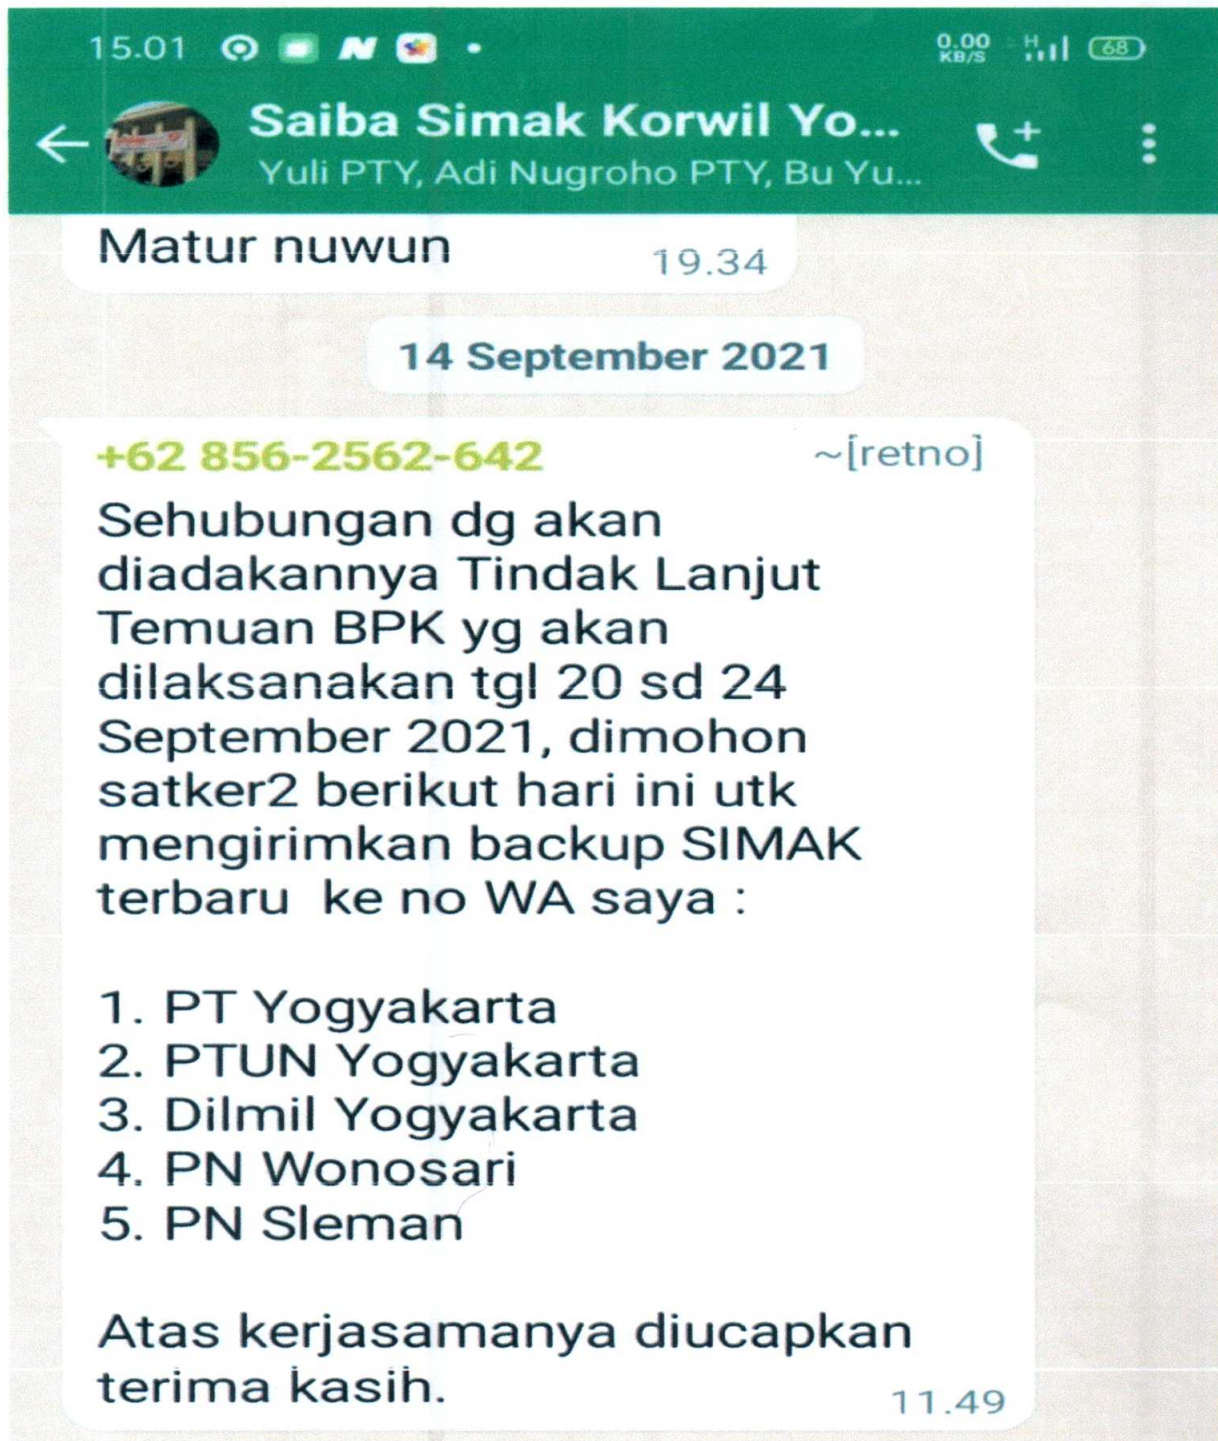 15.01
0.00 KB/S H 68
Saiba Simak Korwil Yo...
Yuli PTY, Adi Nugroho PTY, Bu Yu...
Matur nuwun 19.34
14 September 2021
+62 856-2562-642 ~[retno]
Sehubungan dg akan
diadakannya Tindak Lanjut
Temuan BPK yg akan
dilaksanakan tgl 20 sd 24
September 2021, dimohon
satker2 berikut hari ini utk
mengirimkan backup SIMAK
terbaru  ke no WA saya :
1. PT Yogyakarta
2. PTUN Yogyakarta
3. Dilmil Yogyakarta
4. PN Wonosari
5. PN Sleman
Atas kerjasamanya diucapkan
terima kasih.
11.49